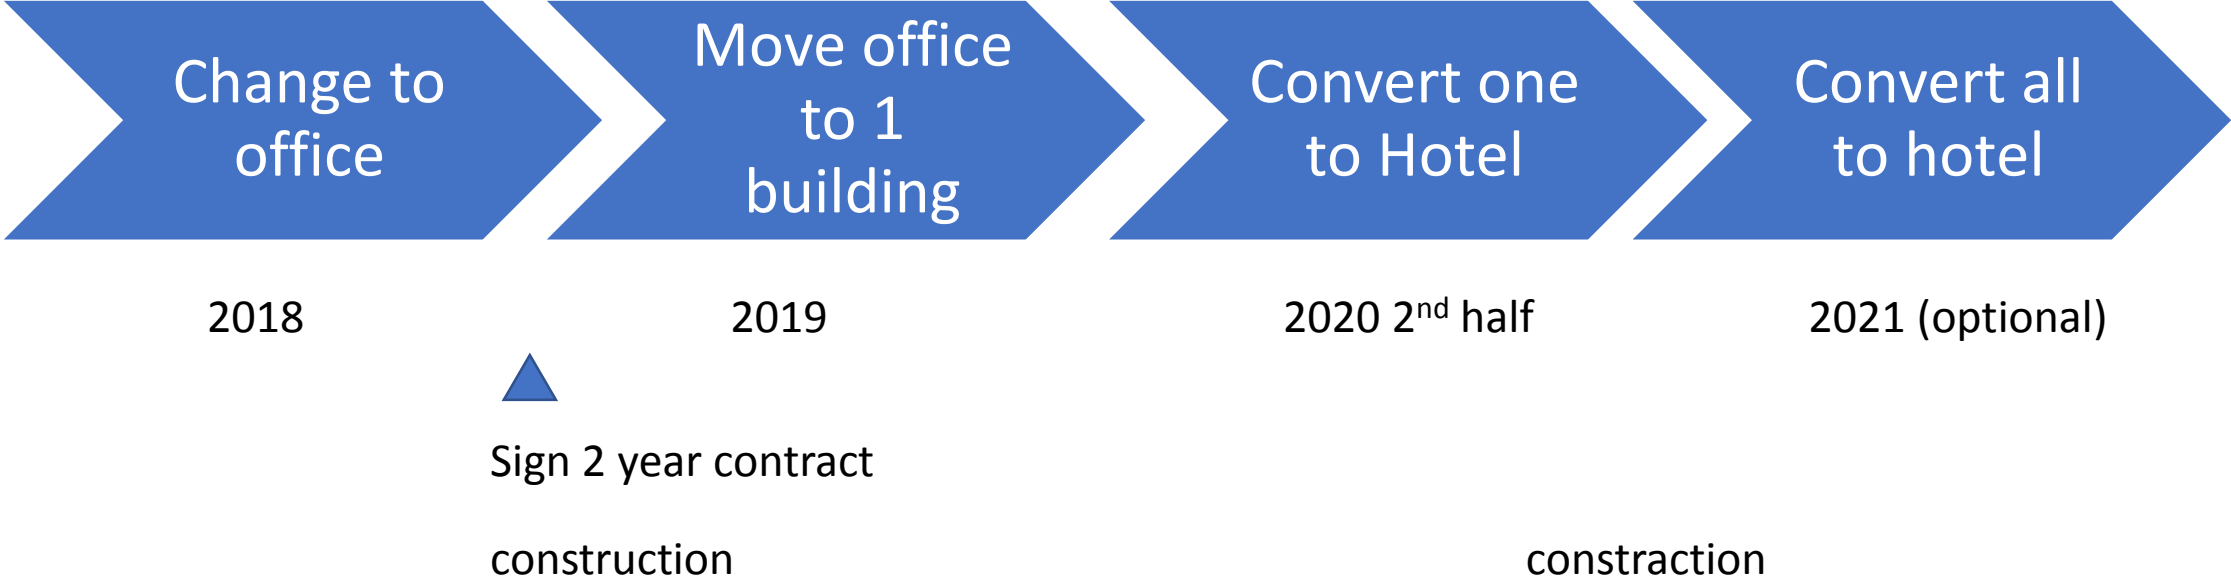 Change to
office
Move office
to 1
building
Convert one
to Hotel
Convert all
to hotel
2018
2019
2020 2nd half
2021 (optional)
Sign 2 year contract
construction
constraction